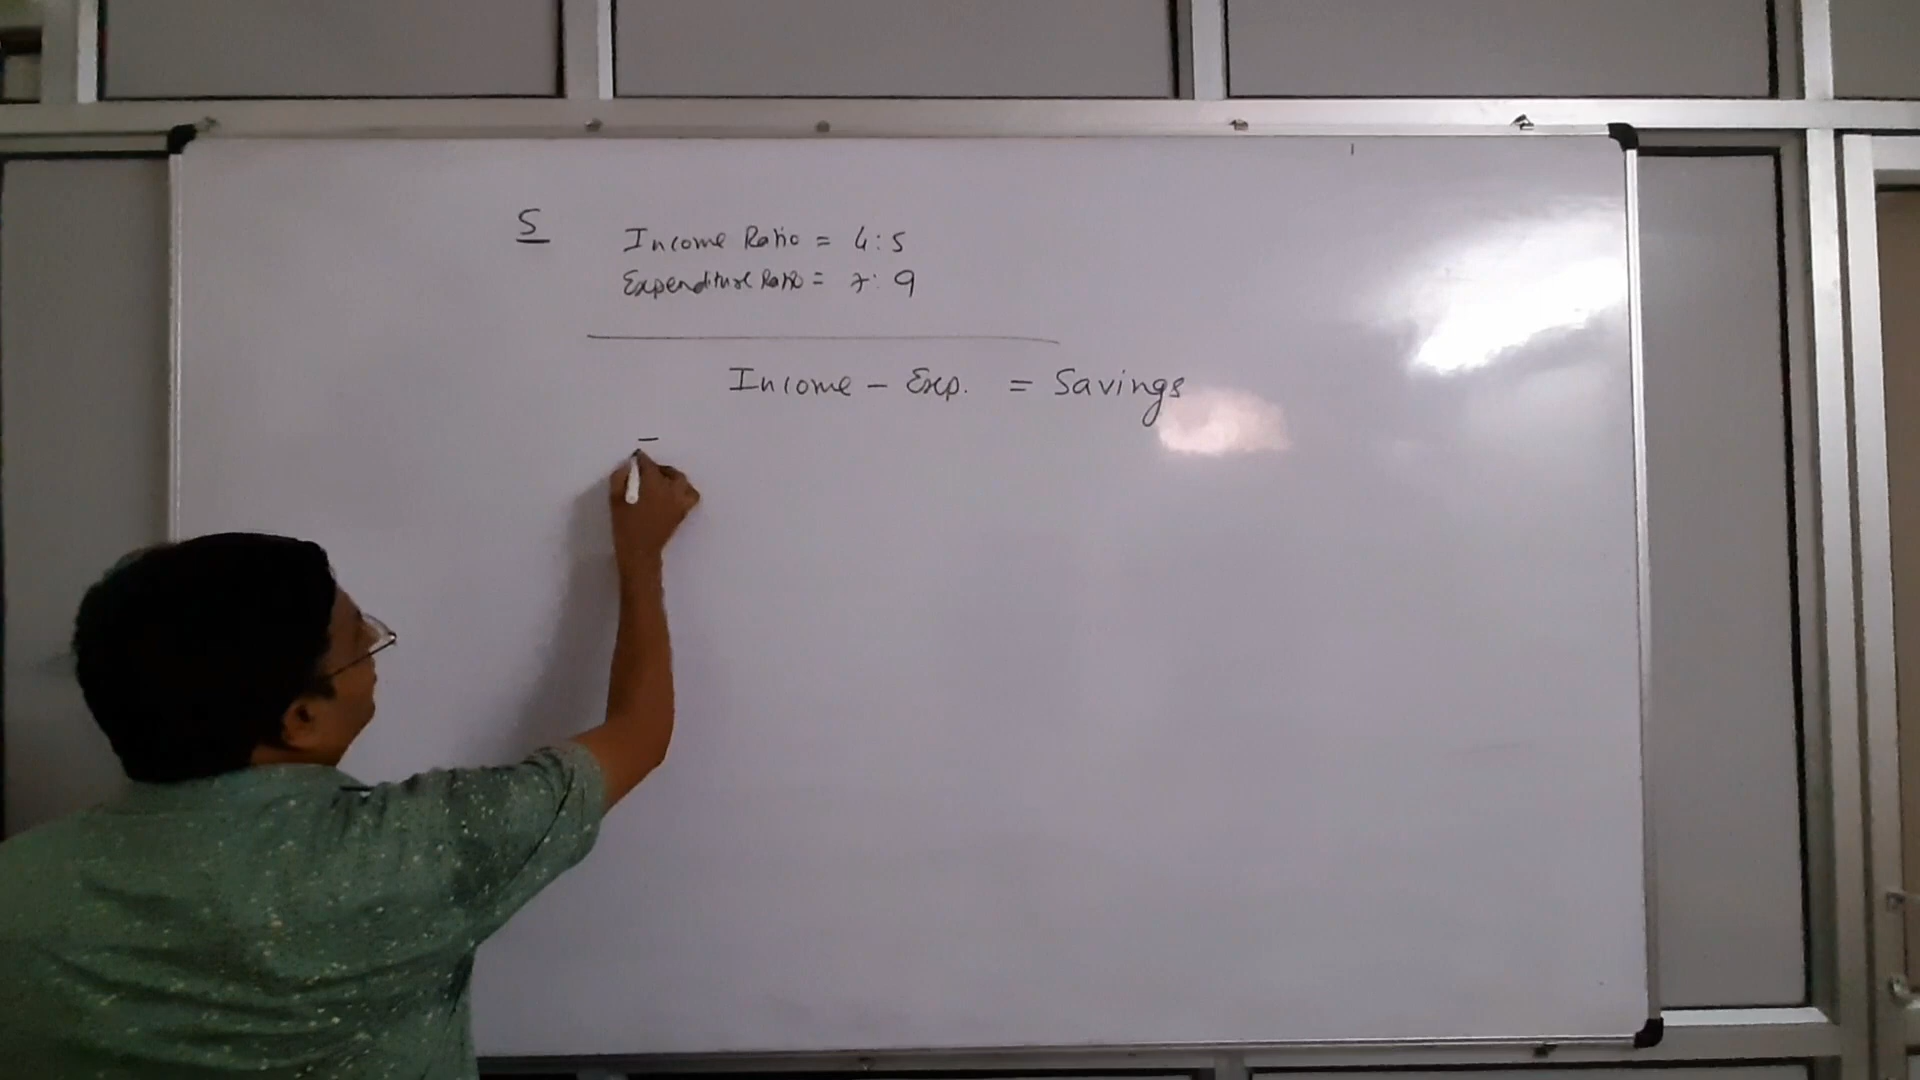 5
Income Ratio = 4:5
Expenditure Ratio = 7:9
Income - Exp. = Savings